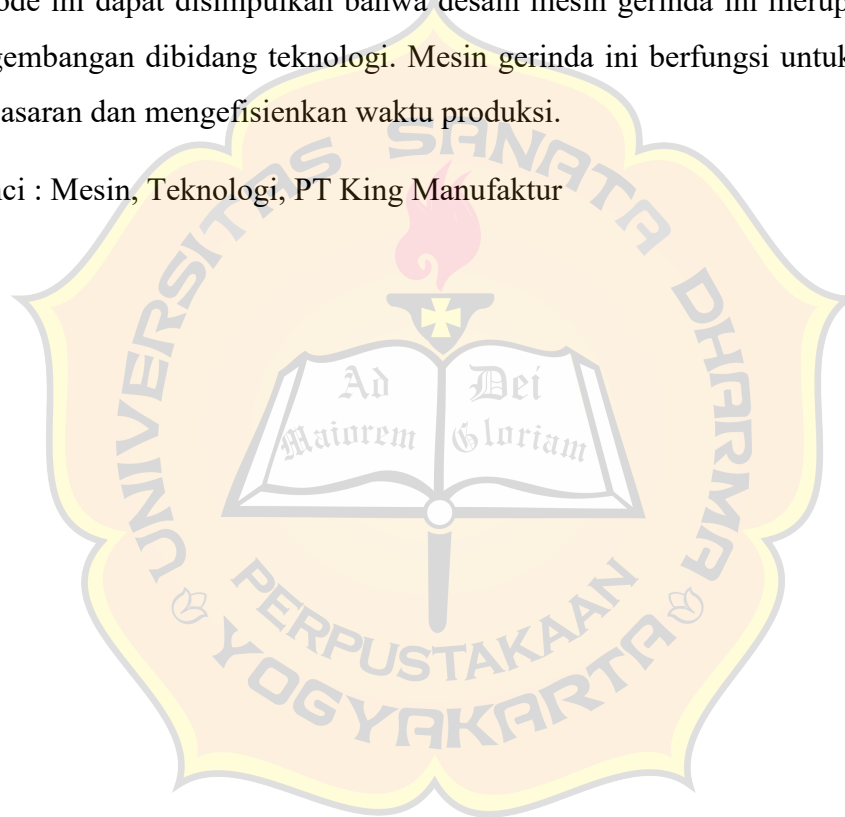 ode ini dapat disimpulkan bahwa desain mesin gerinda ini merup
gembangan dibidang teknologi. Mesin gerinda ini berfungsi untuk
asaran dan mengefisienkan waktu produksi.
nci : Mesin, Teknologi, PT King Manufaktur
UNIVERSITAS SANATA DHARMA
Ad Dei
Maiorem Gloriam
PERPUSTAKAAN
YOGYAKARTA